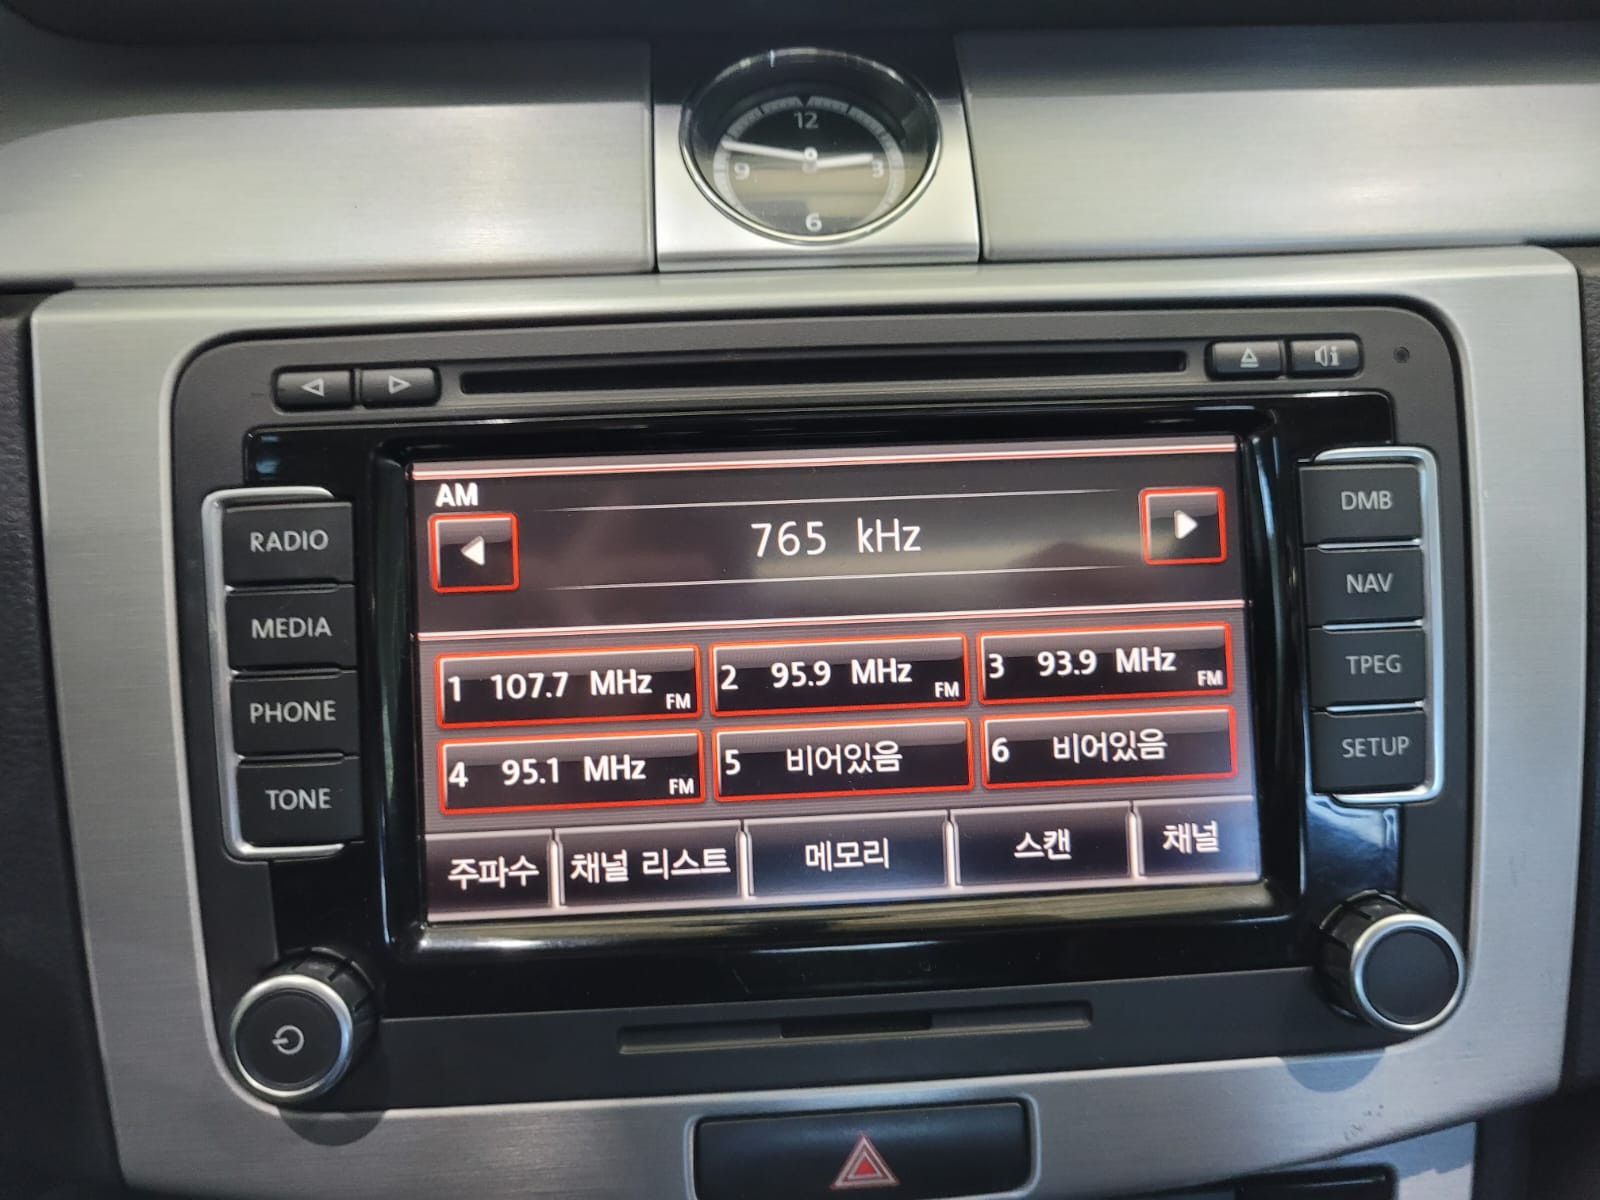 12
9
3
6
RADIO
MEDIA
PHONE
TONE
AM
765 kHz
1 107.7 MHz FM
2 95.9 MHz FM
3 93.9 MHz FM
4 95.1 MHz FM
5 비어있음
6 비어있음
주파수
채널 리스트
메모리
스캔
채널
DMB
NAV
TPEG
SETUP